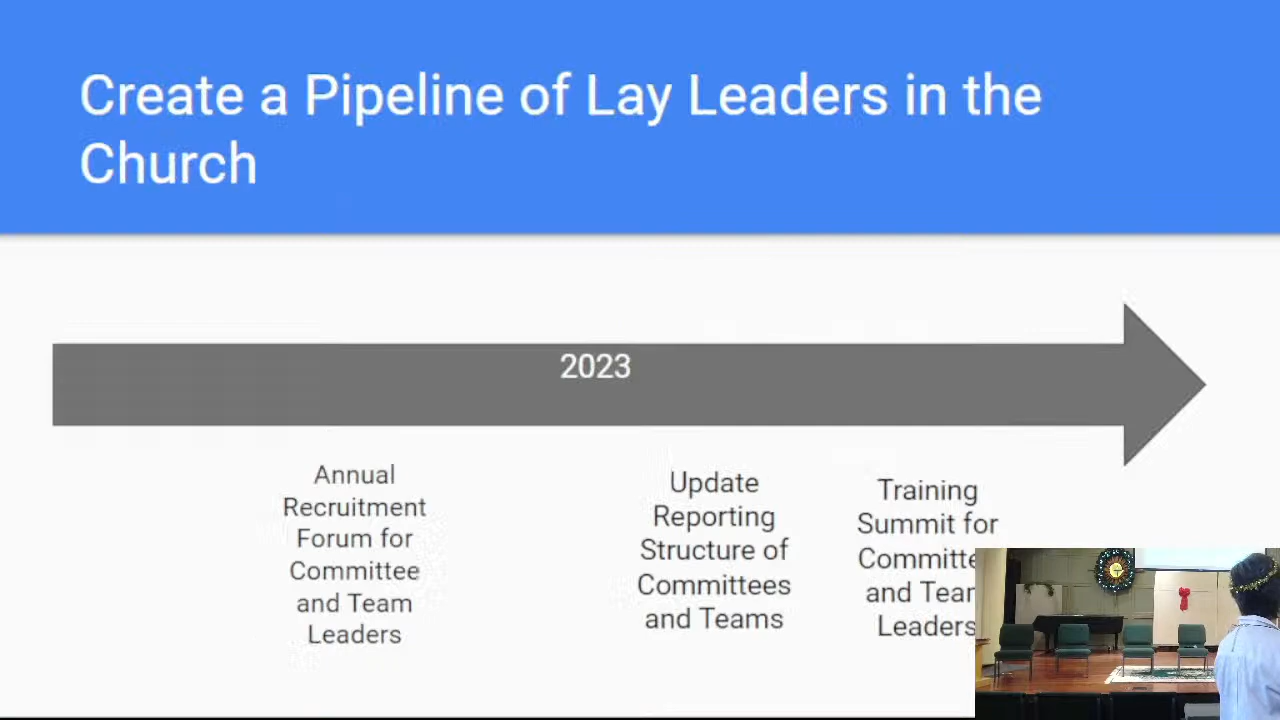 Create a Pipeline of Lay Leaders in the
Church
2023
Annual
Recruitment
Forum for
Committee
and Team
Leaders
Update
Reporting
Structure of
Committees
and Teams
Training
Summit for
and
Leaders